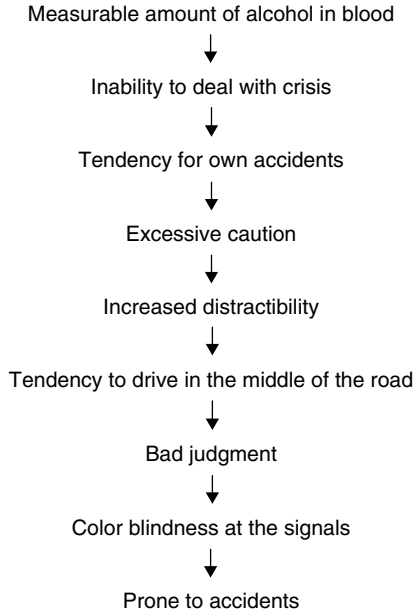 Measurable amount of alcohol in blood
Inability to deal with crisis
Tendency for own accidents
Excessive caution
Increased distractibility
Tendency to drive in the middle of the road
Bad judgment
Color blindness at the signals
Prone to accidents